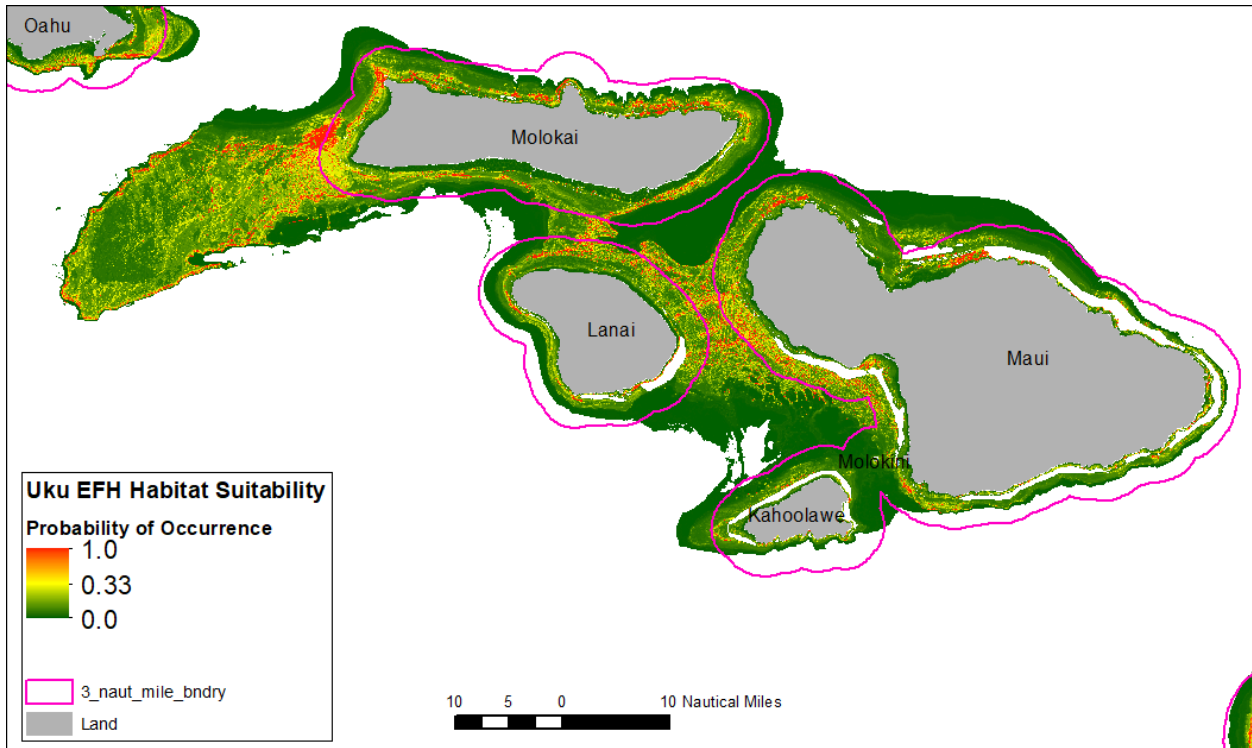 Oahu
Molokai
Lanai
Maui
Molokini
Kahoolawe
Uku EFH Habitat Suitability
Probability of Occurrence
1.0
0.33
0.0
3_naut_mile_bndry
Land
10 5 0 10 Nautical Miles